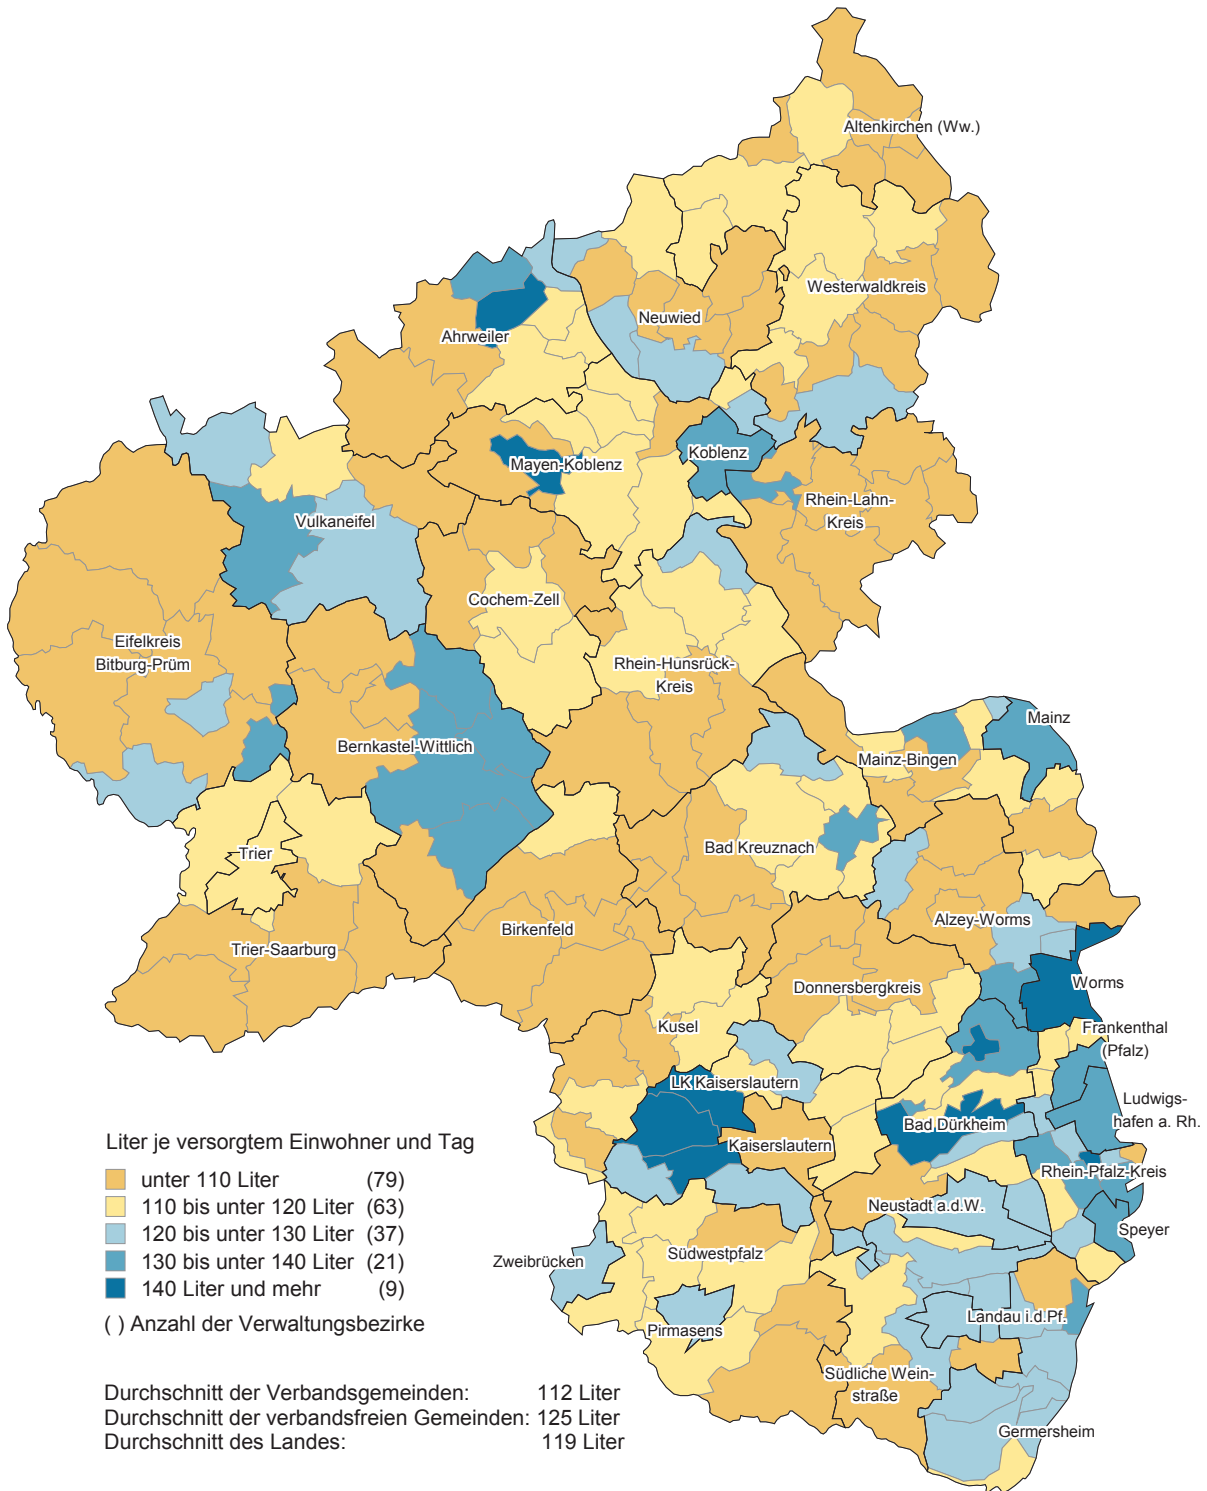 Altenkirchen (Ww.)
Westerwaldkreis
Neuwied
Ahrweiler
Koblenz
Mayen-Koblenz
Rhein-Lahn-
Kreis
Vulkaneifel
Cochem-Zell
Eifelkreis
Bitburg-Prüm
Rhein-Hunsrück-
Kreis
Mainz
Bernkastel-Wittlich
Mainz-Bingen
Bad Kreuznach
Trier
Alzey-Worms
Birkenfeld
Trier-Saarburg
Worms
Donnersbergkreis
Kusel
Frankenthal
(Pfalz)
LK Kaiserslautern
Ludwigs-
hafen a. Rh.
Bad Dürkheim
Kaiserslautern
Rhein-Pfalz-Kreis
Neustadt a.d.W.
Speyer
Südwestpfalz
Zweibrücken
Landau i.d.Pf.
Pirmasens
Südliche Wein-
straße
Germersheim
Liter je versorgtem Einwohner und Tag
unter 110 Liter (79)
110 bis unter 120 Liter (63)
120 bis unter 130 Liter (37)
130 bis unter 140 Liter (21)
140 Liter und mehr (9)
( ) Anzahl der Verwaltungsbezirke
Durchschnitt der Verbandsgemeinden: 112 Liter
Durchschnitt der verbandsfreien Gemeinden: 125 Liter
Durchschnitt des Landes: 119 Liter